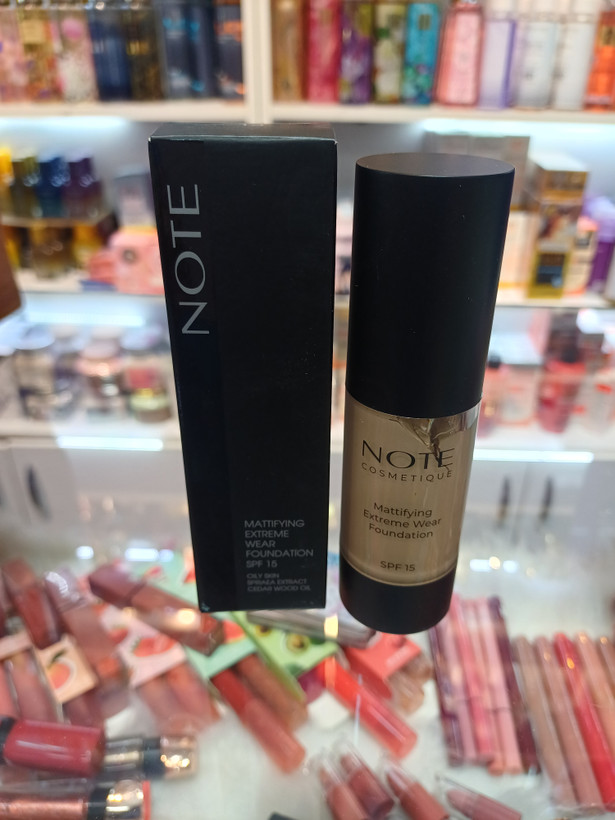 NOTE
MATTIFYING
EXTREME
WEAR
FOUNDATION
SPF 15
OILY SKIN
SPIRAEA EXTRACT
CEDAR WOOD OIL
NOTE
COSMETIQUE
Mattifying
Extreme Wear
Foundation
SPF 15